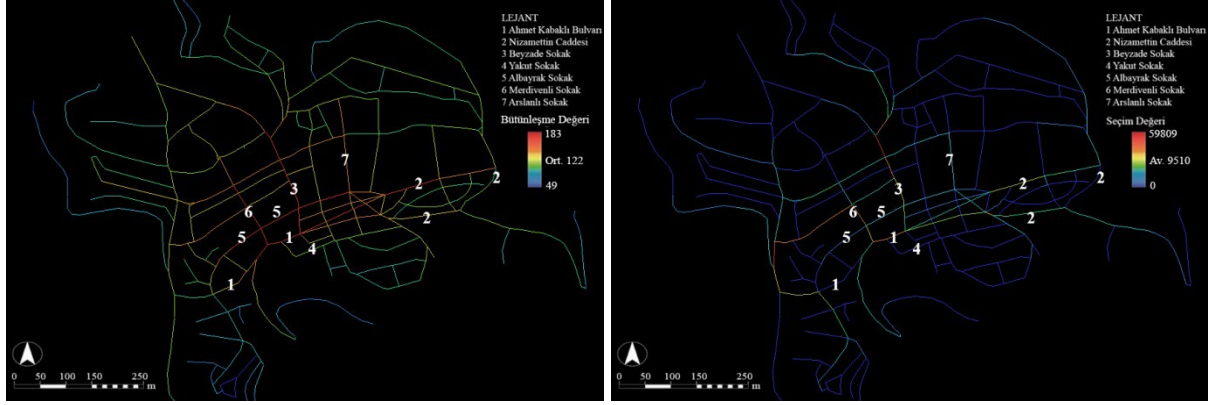 LEJANT
1 Ahmet Kabaklı Bulvarı
2 Nizamettin Caddesi
3 Beyzade Sokak
4 Yakut Sokak
5 Albayrak Sokak
6 Merdivenli Sokak
7 Arslanlı Sokak
Bütünleşme Değeri
183
Ort. 122
49
7
2
2
3
6
5
2
5
1
4
1
0 50 100 150 250
m
LEJANT
1 Ahmet Kabaklı Bulvarı
2 Nizamettin Caddesi
3 Beyzade Sokak
4 Yakut Sokak
5 Albayrak Sokak
6 Merdivenli Sokak
7 Arslanlı Sokak
Seçim Değeri
59809
Av. 9510
0
7
2
2
3
6
5
2
5
1
4
1
0 50 100 150 250
m